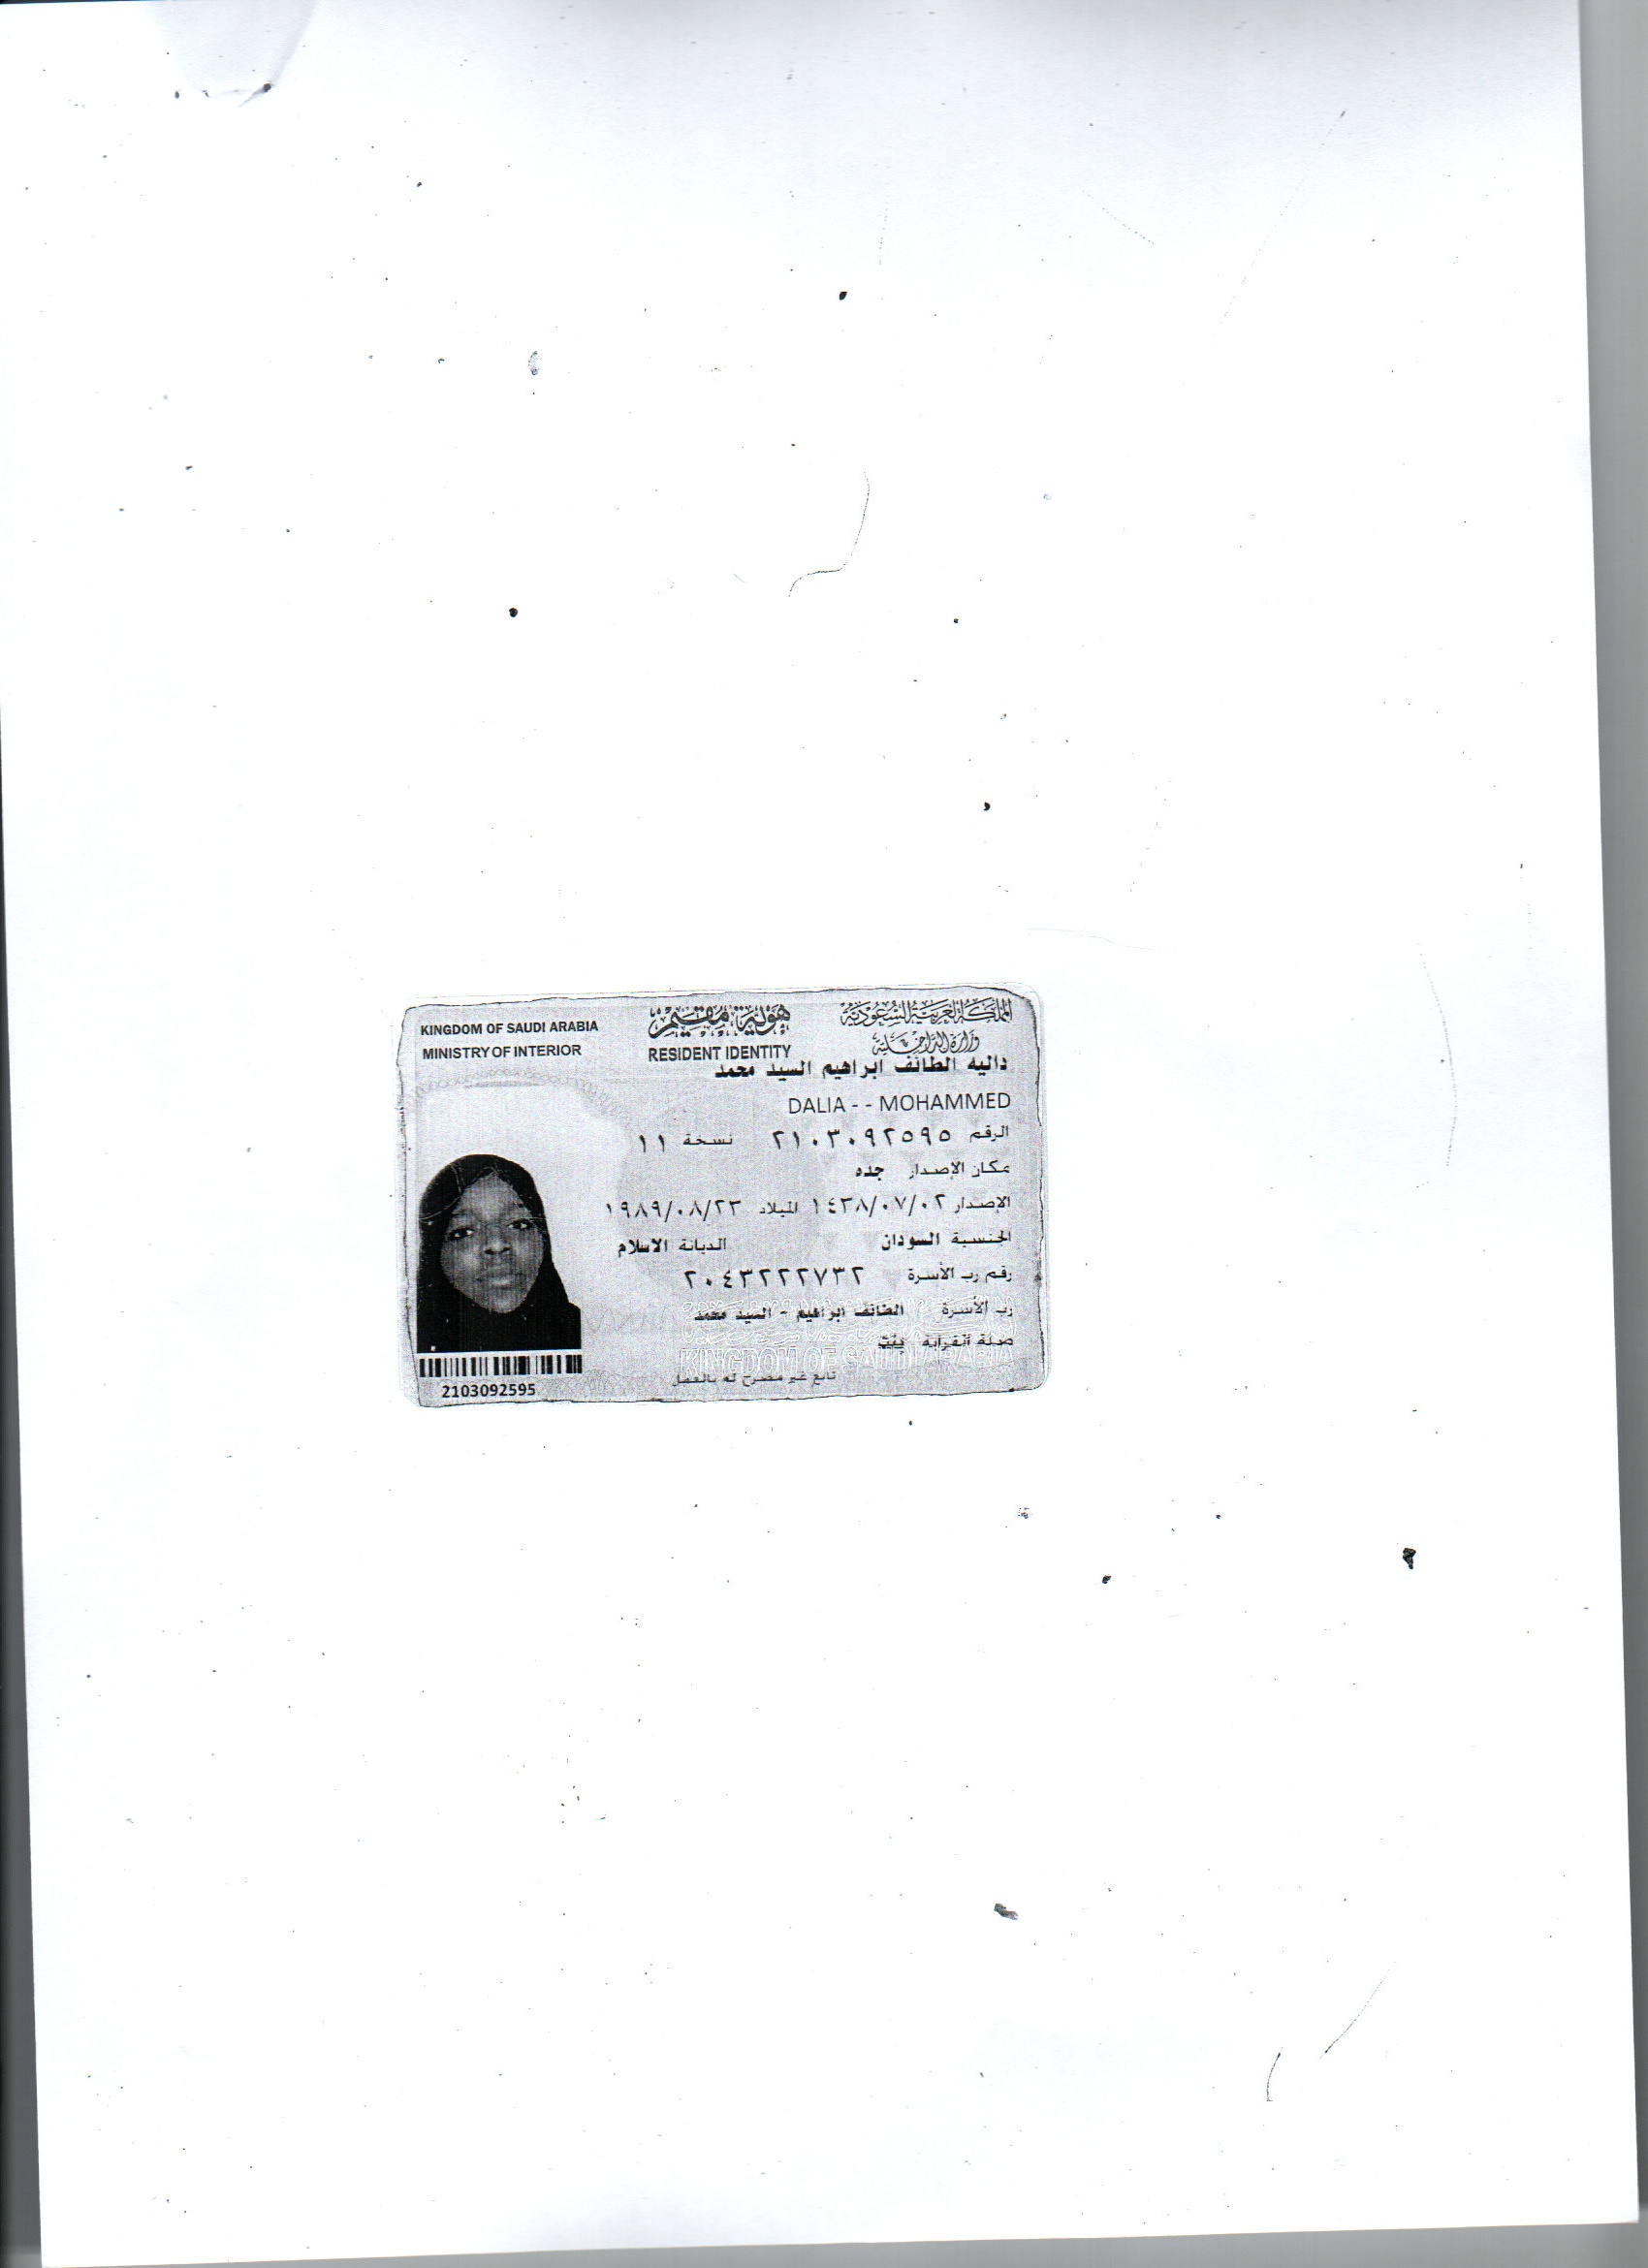 KINGDOM OF SAUDI ARABIA هوية مقيم المملكة العربية السعودية
MINISTRY OF INTERIOR RESIDENT IDENTITY وزارة الداخلية
داليه الطائف ابراهيم السيد محمد
DALIA - - MOHAMMED
الرقم ٢١٠٣٠٩٢٥٩٥ نسخة ١١
مكان الإصدار جده
الإصدار ١٤٣٨/٠٧/٠٢ الميلاد ١٩٨٩/٠٨/٢٣
الجنسية السودان الديانة الاسلام
رقم رب الأسرة ٢٠٤٣٢٢٢٧٣٢
رب الأسرة الطائف ابراهيم - السيد محمد
صلة القرابة بنت
KINGDOM OF SAUDI ARABIA
تابع غير مصرح له بالعمل
2103092595